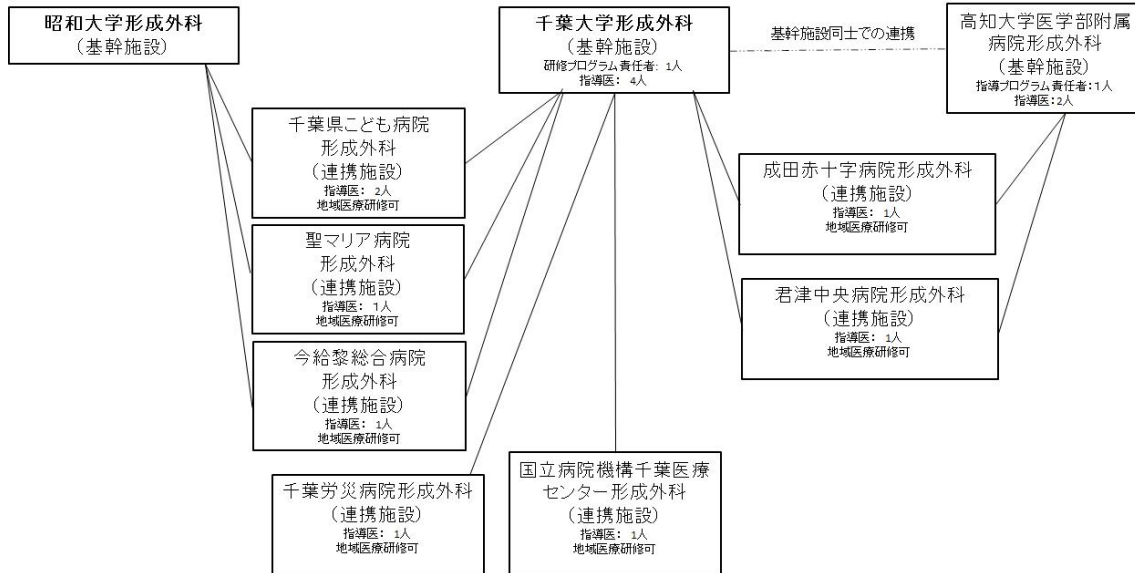 昭和大学形成外科
(基幹施設)
千葉大学形成外科
(基幹施設)
研修プログラム責任者: 1人
指導医: 4人
基幹施設同士での連携
高知大学医学部附属
病院形成外科
(基幹施設)
指導プログラム責任者:1人
指導医:2人
千葉県こども病院
形成外科
(連携施設)
指導医: 2人
地域医療研修可
聖マリア病院
形成外科
(連携施設)
指導医: 1人
地域医療研修可
今給黎総合病院
形成外科
(連携施設)
指導医: 1人
地域医療研修可
千葉労災病院形成外科
(連携施設)
指導医: 1人
地域医療研修可
国立病院機構千葉医療
センター形成外科
(連携施設)
指導医: 1人
地域医療研修可
成田赤十字病院形成外科
(連携施設)
指導医: 1人
地域医療研修可
君津中央病院形成外科
(連携施設)
指導医: 1人
地域医療研修可